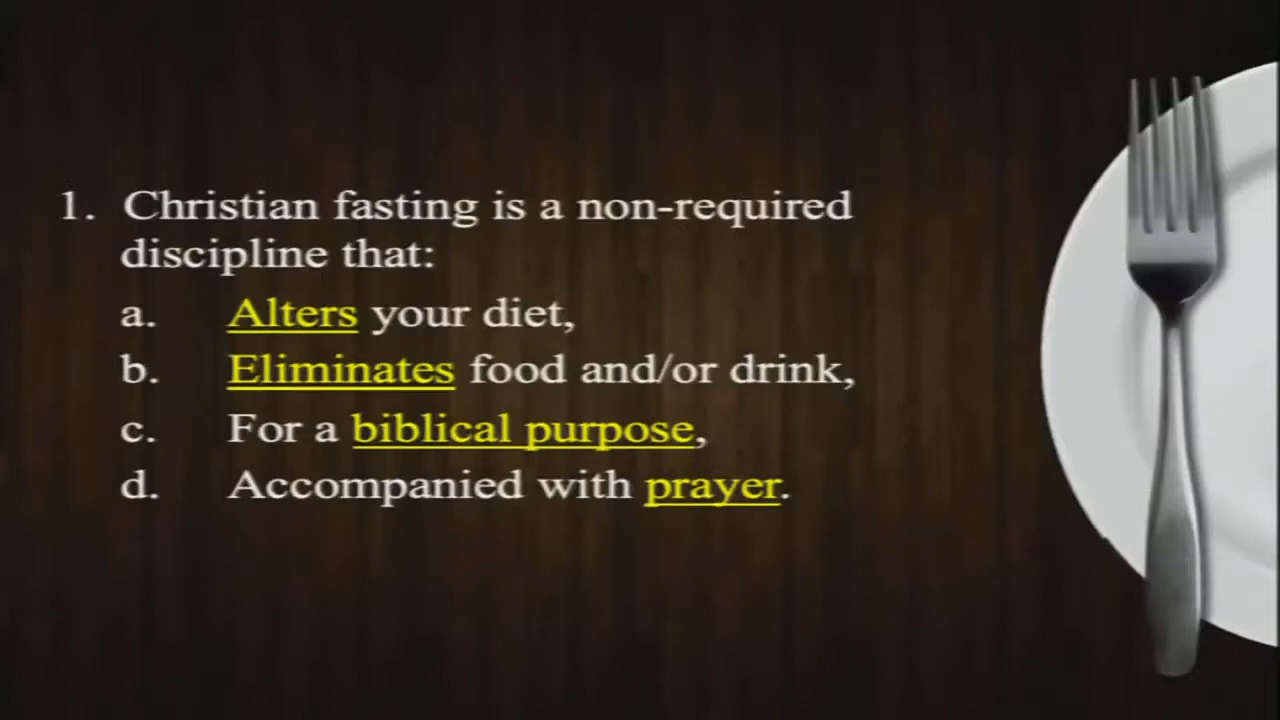 1. Christian fasting is a non-required
discipline that:
a. Alters your diet,
b. Eliminates food and/or drink,
c. For a biblical purpose,
d. Accompanied with prayer.